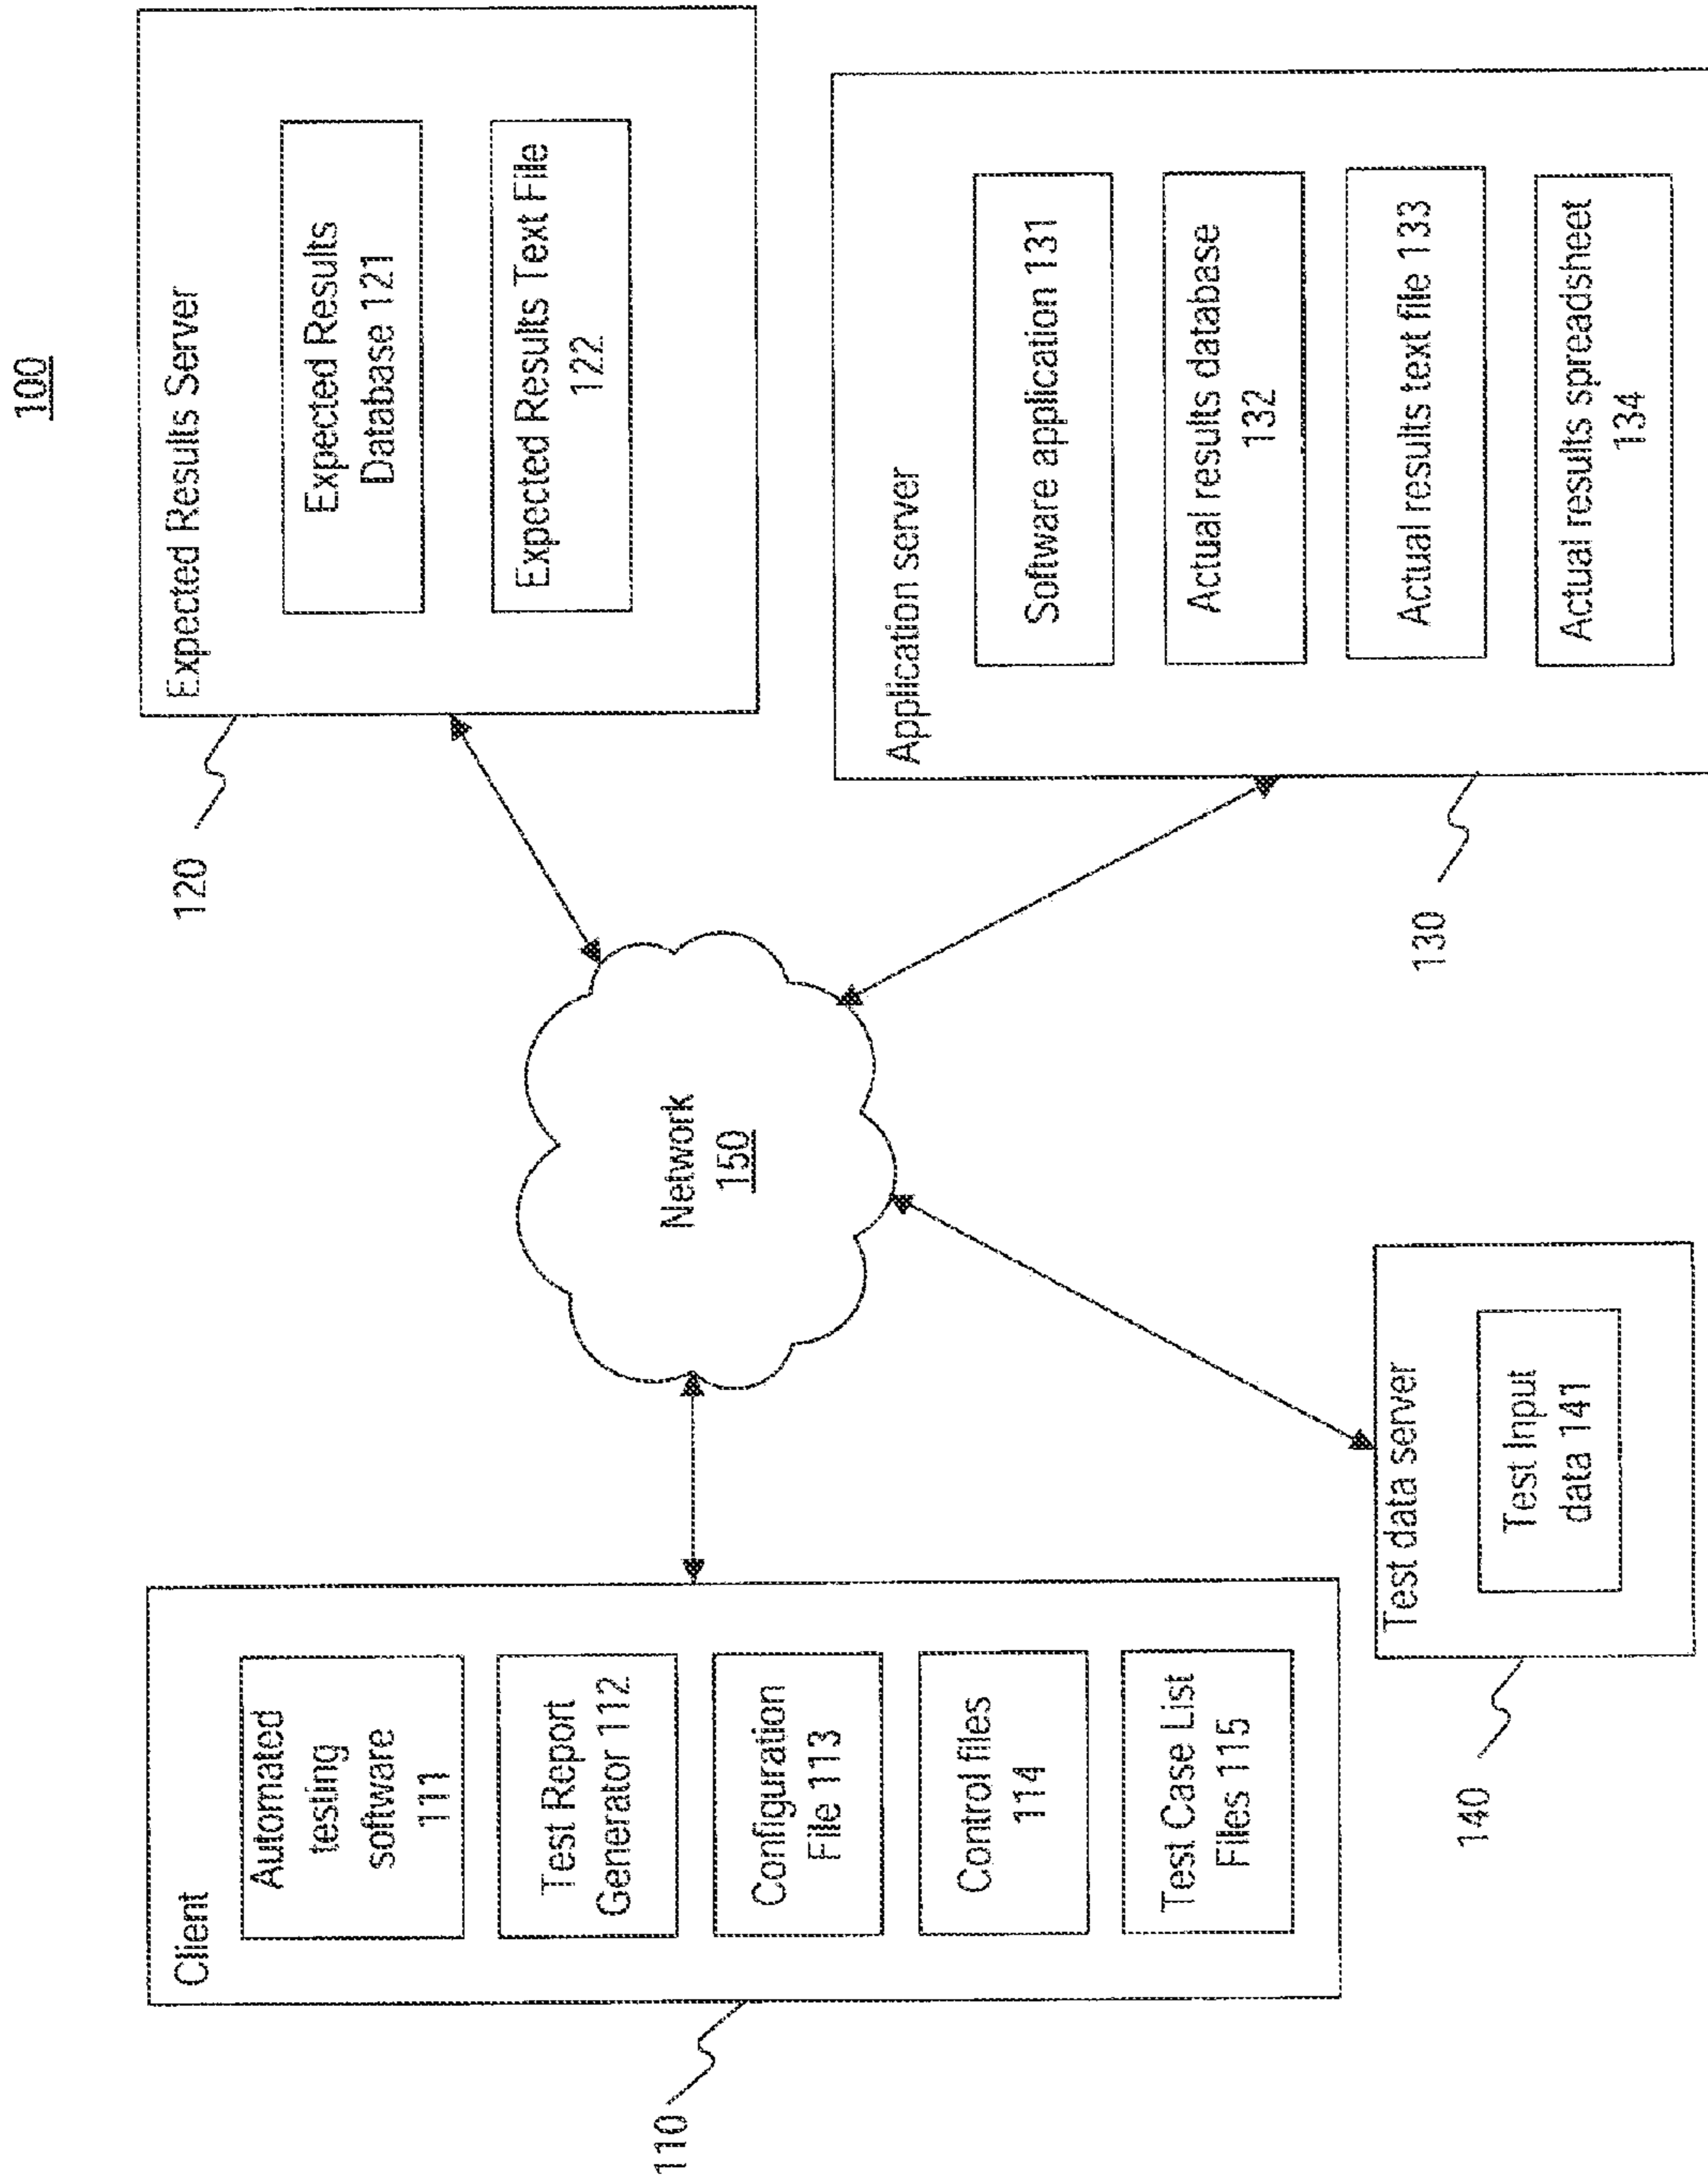 100
Client
Automated
testing
software
111
Test Report
Generator 112
Configuration
File 113
Control files
114
Test Case List
Files 115
110
Network
150
Expected Results Server
Expected Results
Database 121
Expected Results Text File
122
120
Application server
Software application 131
Actual results database
132
Actual results text file 133
Actual results spreadsheet
134
130
Test data server
Test Input
data 141
140